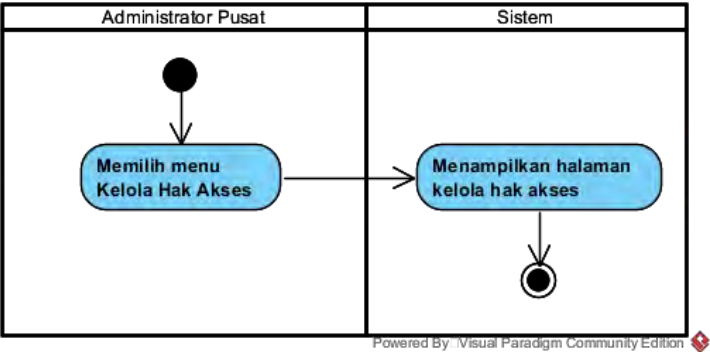 Administrator Pusat
Sistem
Memilih menu
Kelola Hak Akses
Menampilkan halaman
kelola hak akses
Powered By Visual Paradigm Community Edition